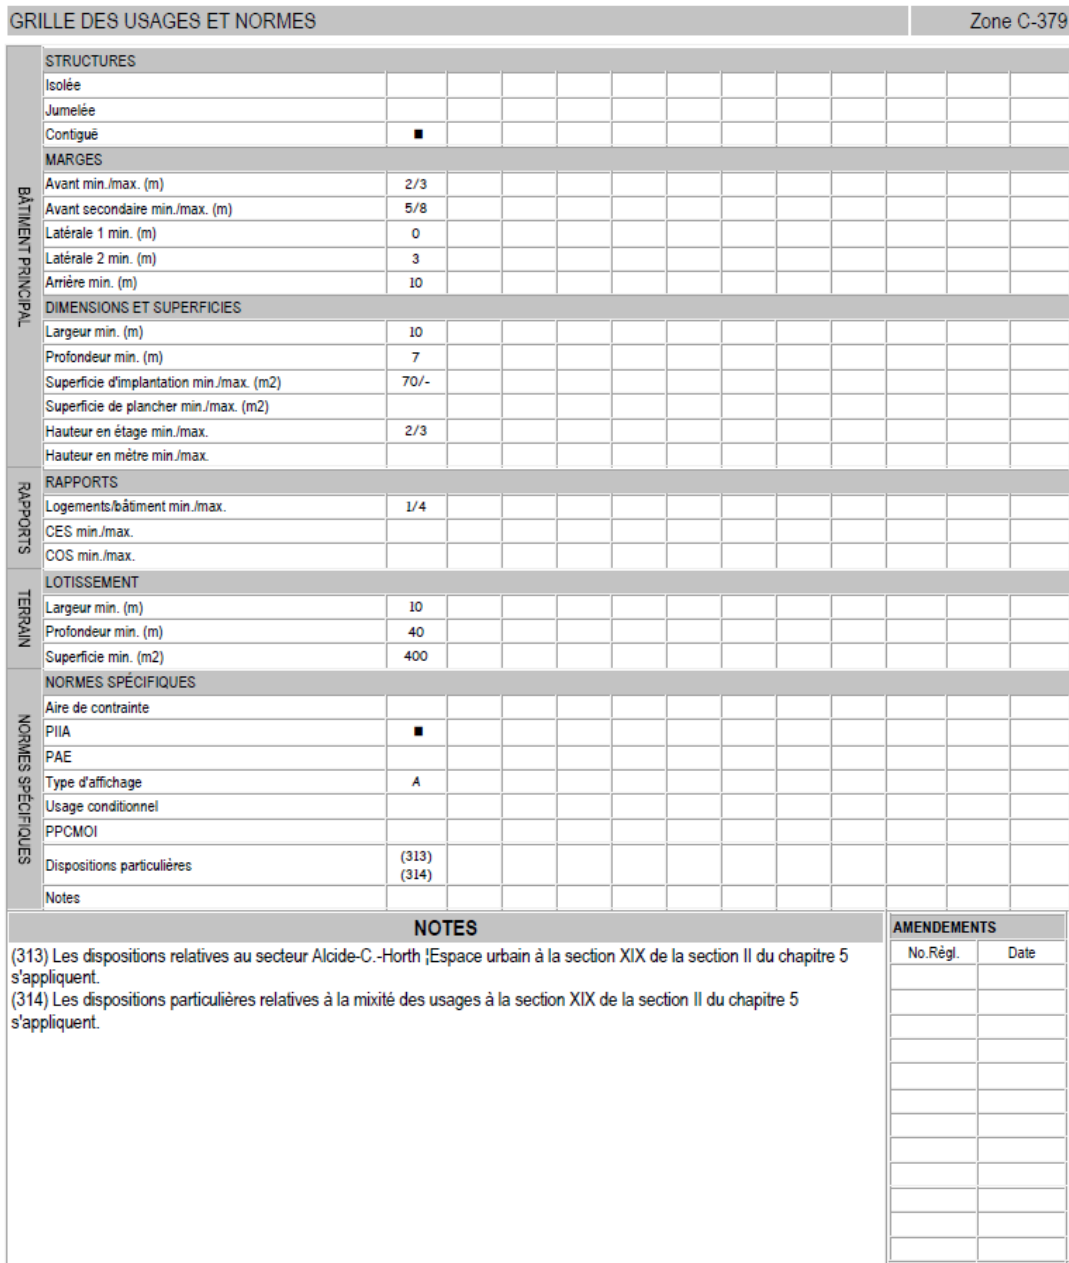 GRILLE DES USAGES ET NORMES Zone C-379
BÂTIMENT PRINCIPAL
STRUCTURES
Isolée
Jumelée
Contiguë ■
MARGES
Avant min./max. (m) 2/3
Avant secondaire min./max. (m) 5/8
Latérale 1 min. (m) 0
Latérale 2 min. (m) 3
Arrière min. (m) 10
DIMENSIONS ET SUPERFICIES
Largeur min. (m) 10
Profondeur min. (m) 7
Superficie d'implantation min./max. (m2) 70/-
Superficie de plancher min./max. (m2)
Hauteur en étage min./max. 2/3
Hauteur en mètre min./max.
RAPPORTS
RAPPORTS
Logements/bâtiment min./max. 1/4
CES min./max.
COS min./max.
TERRAIN
LOTISSEMENT
Largeur min. (m) 10
Profondeur min. (m) 40
Superficie min. (m2) 400
NORMES SPÉCIFIQUES
NORMES SPÉCIFIQUES
Aire de contrainte
PIIA ■
PAE
Type d'affichage A
Usage conditionnel
PPCMOI
Dispositions particulières (313)
(314)
Notes
NOTES
(313) Les dispositions relatives au secteur Alcide-C.-Horth ¦Espace urbain à la section XIX de la section II du chapitre 5
s'appliquent.
(314) Les dispositions particulières relatives à la mixité des usages à la section XIX de la section II du chapitre 5
s'appliquent.
AMENDEMENTS
No.Règl. Date